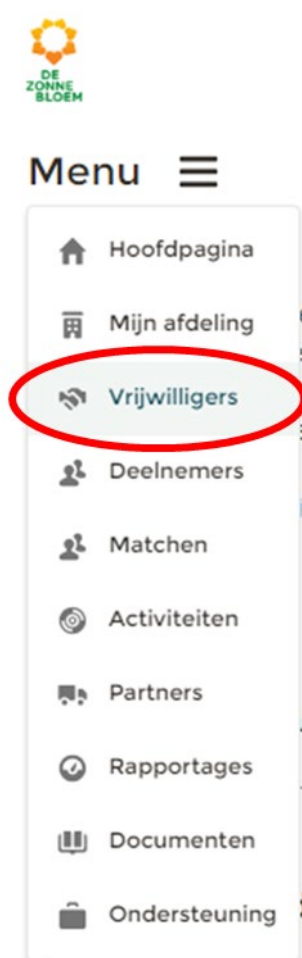 DE
ZONNE
BLOEM
Menu
Hoofdpagina
Mijn afdeling
Vrijwilligers
Deelnemers
Matchen
Activiteiten
Partners
Rapportages
Documenten
Ondersteuning